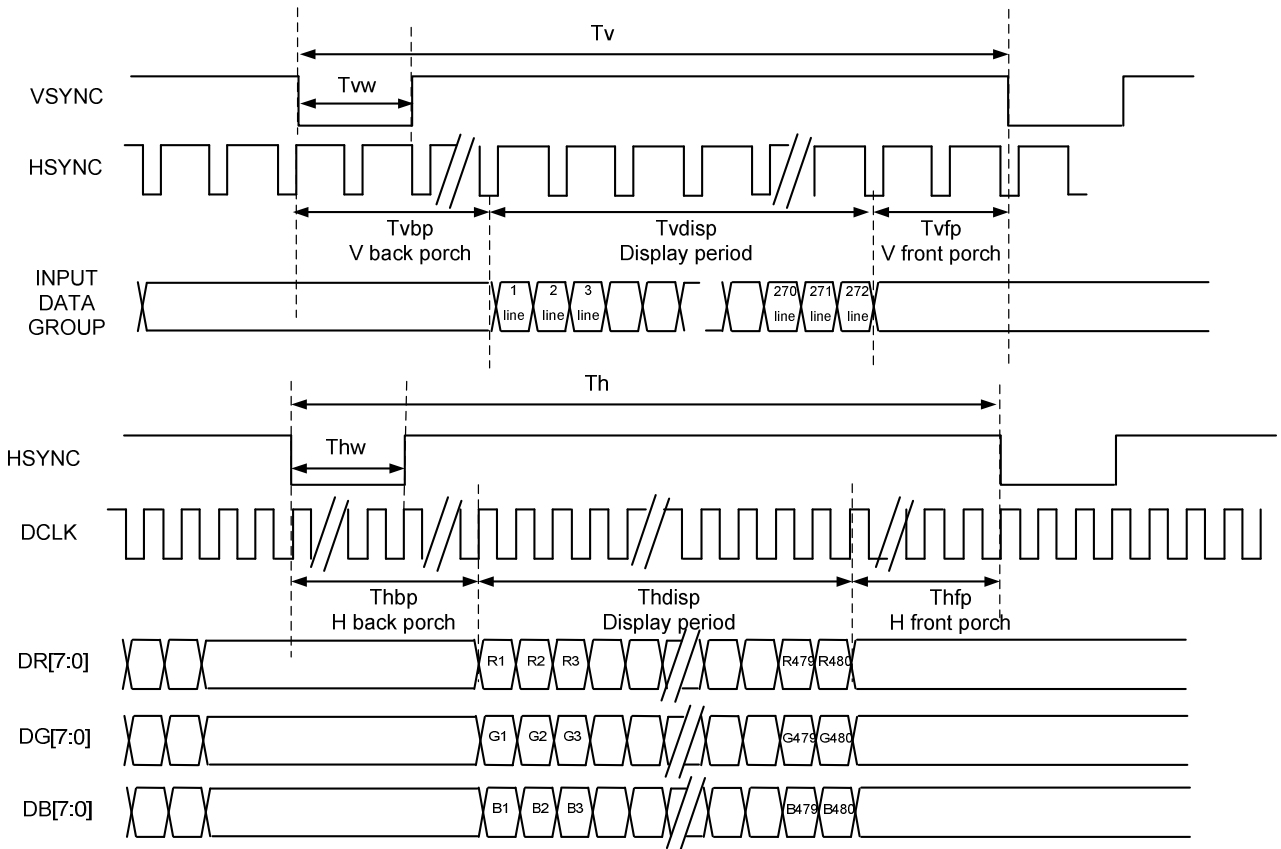 Tv
VSYNC
Tvw
HSYNC
Tvbp
V back porch
Tvdisp
Display period
Tvfp
V front porch
INPUT
DATA
GROUP
1
line
2
line
3
line
270
line
271
line
272
line
Th
HSYNC
Thw
DCLK
Thbp
H back porch
Thdisp
Display period
Thfp
H front porch
DR[7:0]
R1 R2 R3 R479 R480
DG[7:0]
G1 G2 G3 G479 G480
DB[7:0]
B1 B2 B3 B479 B480